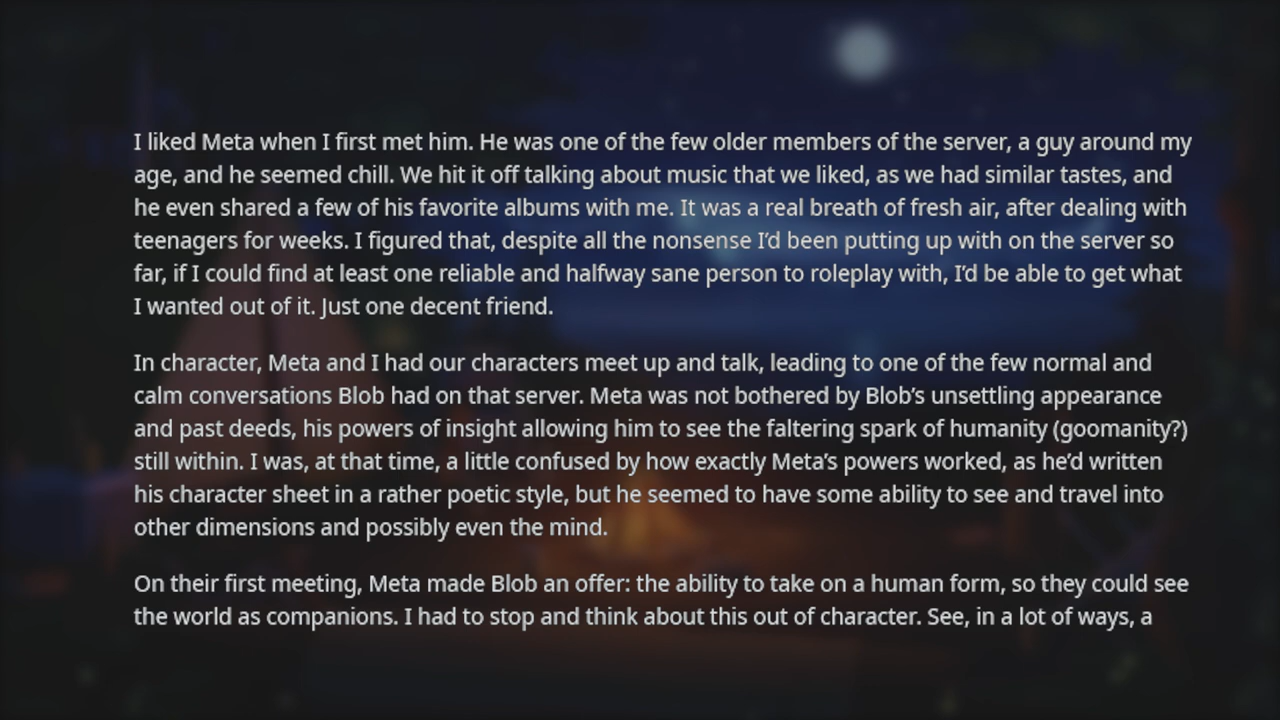 I liked Meta when I first met him. He was one of the few older members of the server, a guy around my
age, and he seemed chill. We hit it off talking about music that we liked, as we had similar tastes, and
he even shared a few of his favorite albums with me. It was a real breath of fresh air, after dealing with
teenagers for weeks. I figured that, despite all the nonsense I’d been putting up with on the server so
far, if I could find at least one reliable and halfway sane person to roleplay with, I’d be able to get what
I wanted out of it. Just one decent friend.
In character, Meta and I had our characters meet up and talk, leading to one of the few normal and
calm conversations Blob had on that server. Meta was not bothered by Blob’s unsettling appearance
and past deeds, his powers of insight allowing him to see the faltering spark of humanity (goomanity?)
still within. I was, at that time, a little confused by how exactly Meta’s powers worked, as he’d written
his character sheet in a rather poetic style, but he seemed to have some ability to see and travel into
other dimensions and possibly even the mind.
On their first meeting, Meta made Blob an offer: the ability to take on a human form, so they could see
the world as companions. I had to stop and think about this out of character. See, in a lot of ways, a